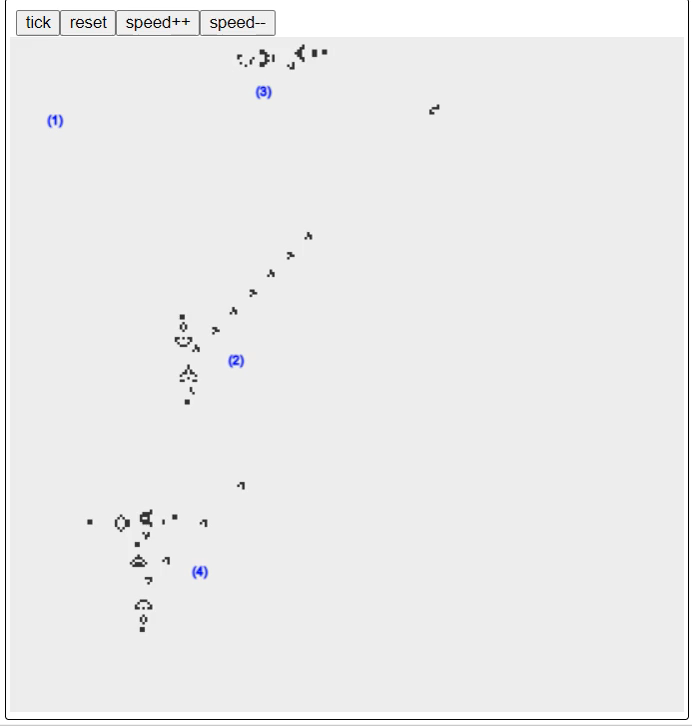 tick reset speed++ speed--
(3)
(1)
(2)
(4)